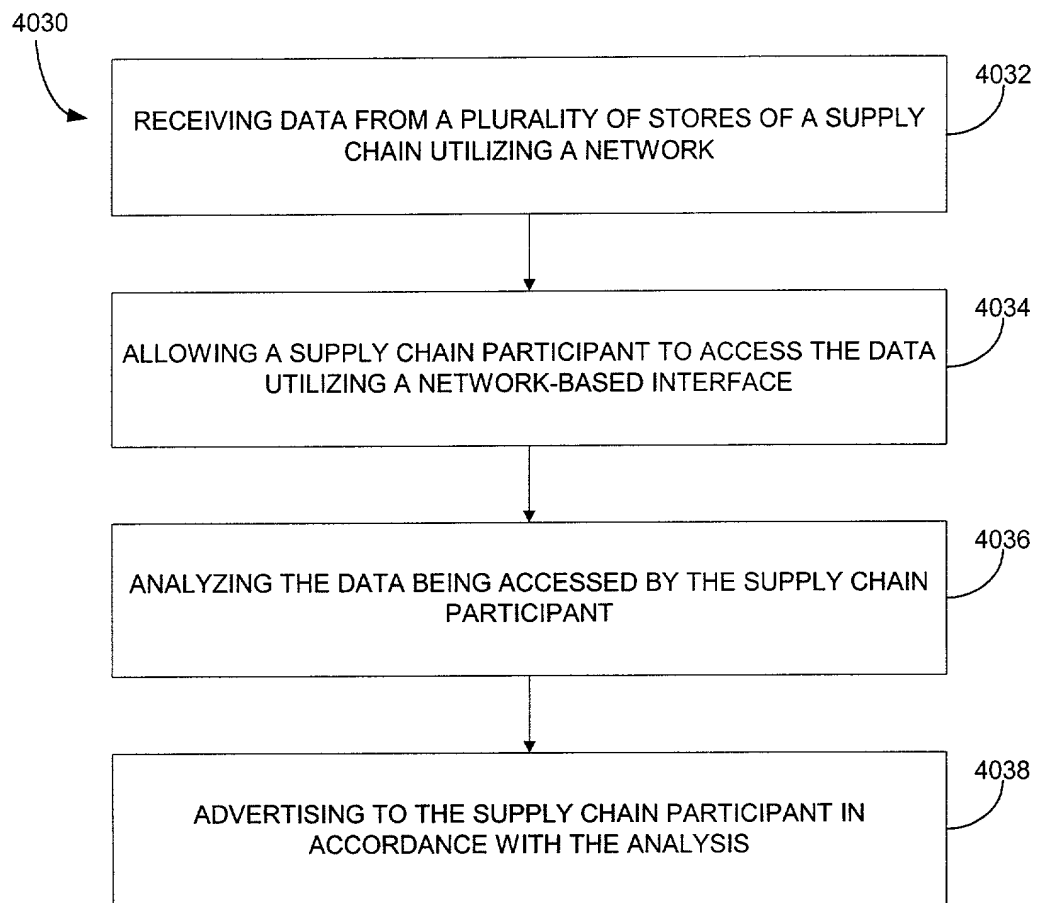 4030
4032
RECEIVING DATA FROM A PLURALITY OF STORES OF A SUPPLY
CHAIN UTILIZING A NETWORK
4034
ALLOWING A SUPPLY CHAIN PARTICIPANT TO ACCESS THE DATA
UTILIZING A NETWORK-BASED INTERFACE
4036
ANALYZING THE DATA BEING ACCESSED BY THE SUPPLY CHAIN
PARTICIPANT
4038
ADVERTISING TO THE SUPPLY CHAIN PARTICIPANT IN
ACCORDANCE WITH THE ANALYSIS